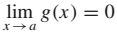 lim g(x) = 0
x → a